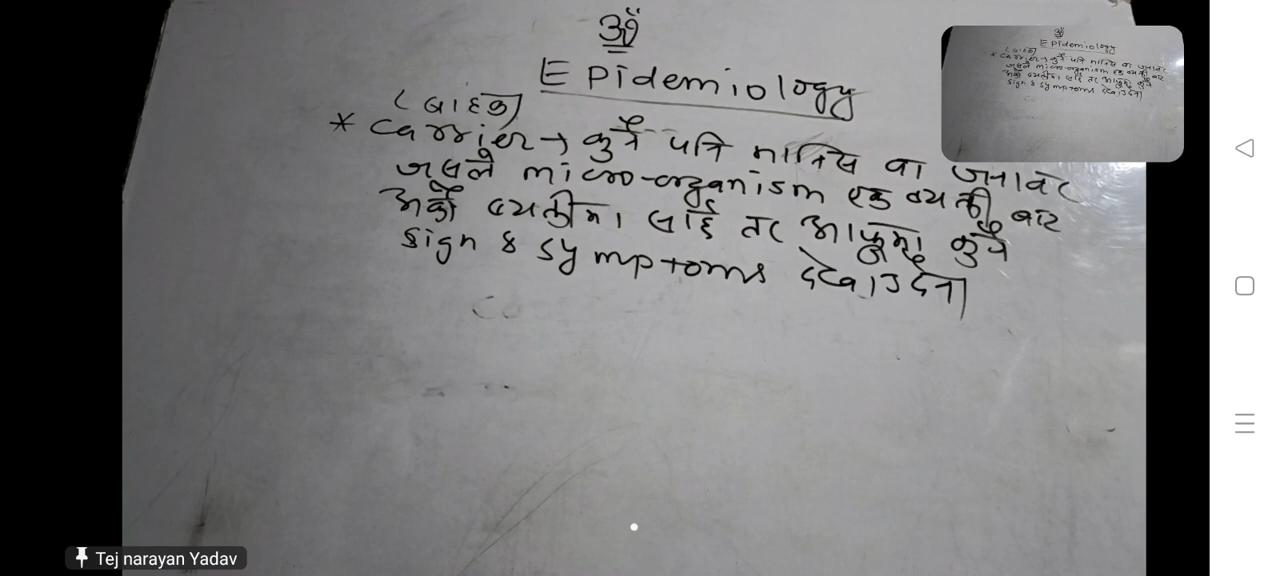 ॐ
Epidemiology
(बाहक)
* Carrier → कुनै पनि मानिस वा जनावर
जसले micro-organism एक व्यक्ती बाट
अर्को व्यक्तीमा सार्छ तर आफूमा कुनै
sign & symptoms देखाउदैन।
Tej narayan Yadav